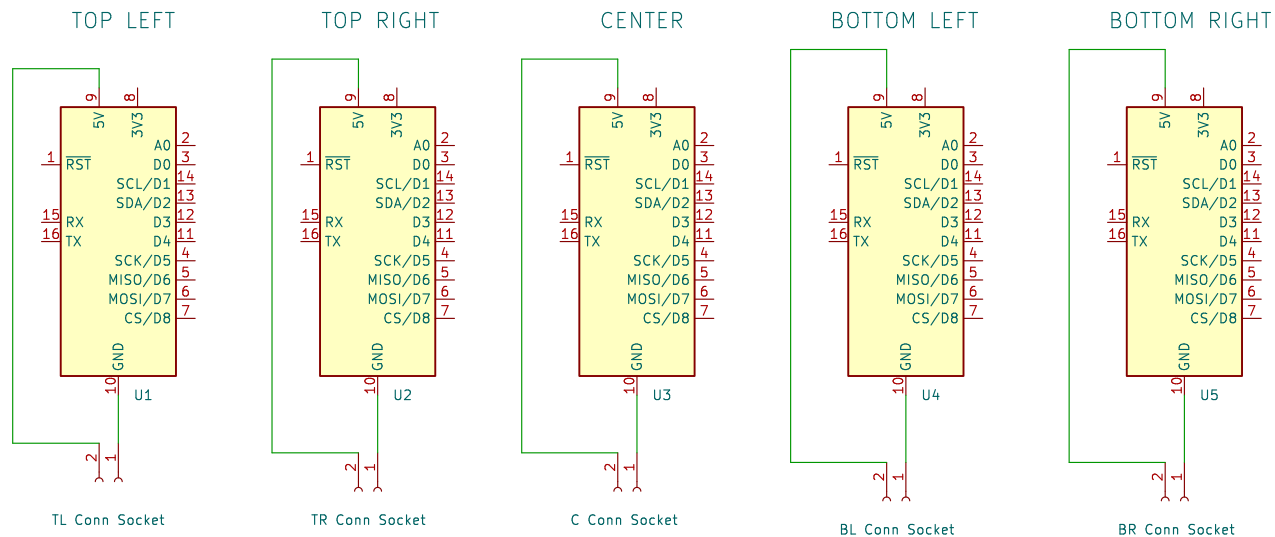 TOP LEFT TOP RIGHT CENTER BOTTOM LEFT BOTTOM RIGHT
9 8 9 8 9 8 9 8 9 8
5V 3V3 5V 3V3 5V 3V3 5V 3V3 5V 3V3
A0 2 A0 2 A0 2 A0 2 A0 2
1 RST D0 3 1 RST D0 3 1 RST D0 3 1 RST D0 3 1 RST D0 3
SCL/D1 14 SCL/D1 14 SCL/D1 14 SCL/D1 14 SCL/D1 14
SDA/D2 13 SDA/D2 13 SDA/D2 13 SDA/D2 13 SDA/D2 13
15 RX D3 12 15 RX D3 12 15 RX D3 12 15 RX D3 12 15 RX D3 12
16 TX D4 11 16 TX D4 11 16 TX D4 11 16 TX D4 11 16 TX D4 11
SCK/D5 4 SCK/D5 4 SCK/D5 4 SCK/D5 4 SCK/D5 4
MISO/D6 5 MISO/D6 5 MISO/D6 5 MISO/D6 5 MISO/D6 5
MOSI/D7 6 MOSI/D7 6 MOSI/D7 6 MOSI/D7 6 MOSI/D7 6
CS/D8 7 CS/D8 7 CS/D8 7 CS/D8 7 CS/D8 7
GND GND GND GND GND
10 U1 10 U2 10 U3 10 U4 10 U5
2 1 2 1 2 1 2 1 2 1
TL Conn Socket TR Conn Socket C Conn Socket BL Conn Socket BR Conn Socket